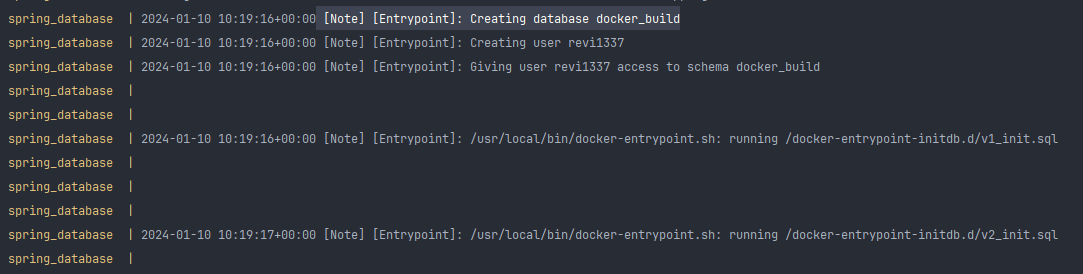 spring_database | 2024-01-10 10:19:16+00:00 [Note] [Entrypoint]: Creating database docker_build
spring_database | 2024-01-10 10:19:16+00:00 [Note] [Entrypoint]: Creating user revi1337
spring_database | 2024-01-10 10:19:16+00:00 [Note] [Entrypoint]: Giving user revi1337 access to schema docker_build
spring_database |
spring_database |
spring_database | 2024-01-10 10:19:16+00:00 [Note] [Entrypoint]: /usr/local/bin/docker-entrypoint.sh: running /docker-entrypoint-initdb.d/v1_init.sql
spring_database |
spring_database |
spring_database |
spring_database | 2024-01-10 10:19:17+00:00 [Note] [Entrypoint]: /usr/local/bin/docker-entrypoint.sh: running /docker-entrypoint-initdb.d/v2_init.sql
spring_database |